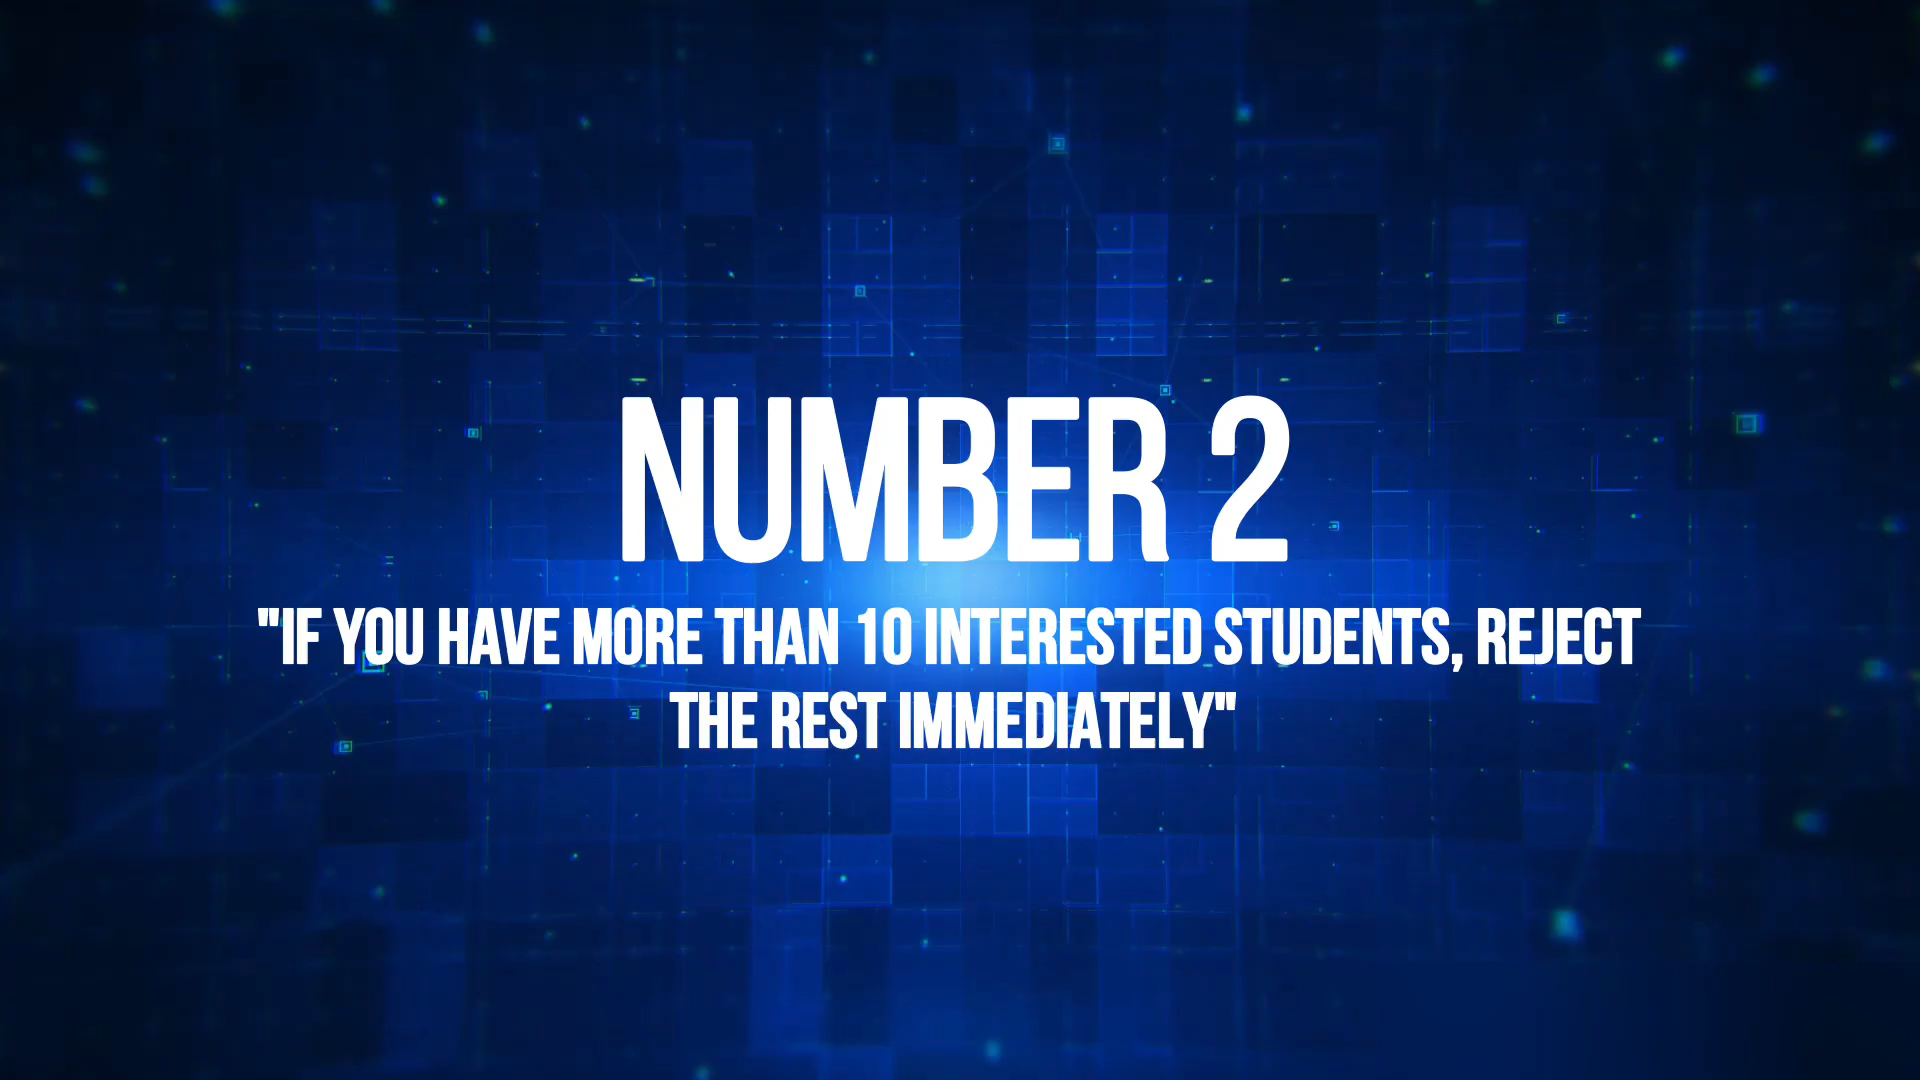 NUMBER 2
"IF YOU HAVE MORE THAN 10 INTERESTED STUDENTS, REJECT
THE REST IMMEDIATELY"